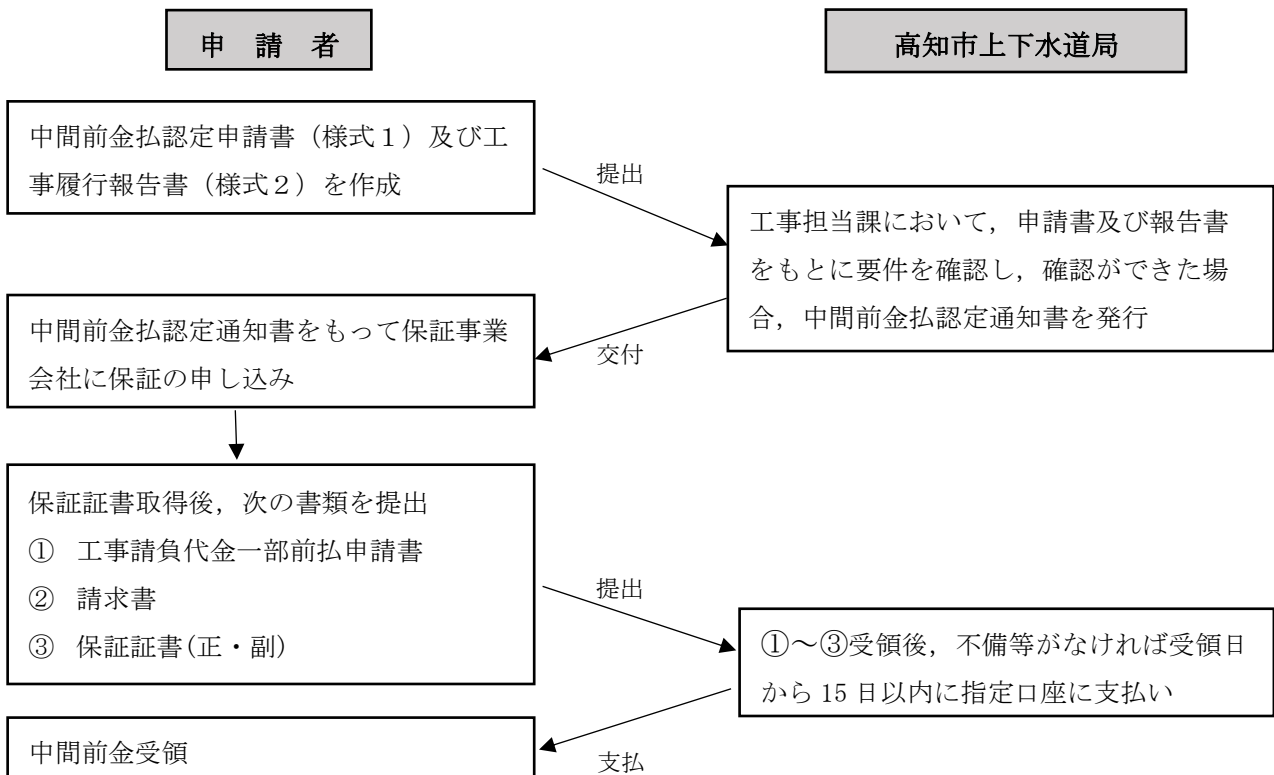 申 請 者
高知市上下水道局
中間前金払認定申請書（様式１）及び工
事履行報告書（様式２）を作成
提出
工事担当課において，申請書及び報告書
をもとに要件を確認し，確認ができた場
合，中間前金払認定通知書を発行
交付
中間前金払認定通知書をもって保証事業
会社に保証の申し込み
保証証書取得後，次の書類を提出
① 工事請負代金一部前払申請書
② 請求書
③ 保証証書(正・副)
提出
①～③受領後，不備等がなければ受領日
から 15 日以内に指定口座に支払い
支払
中間前金受領